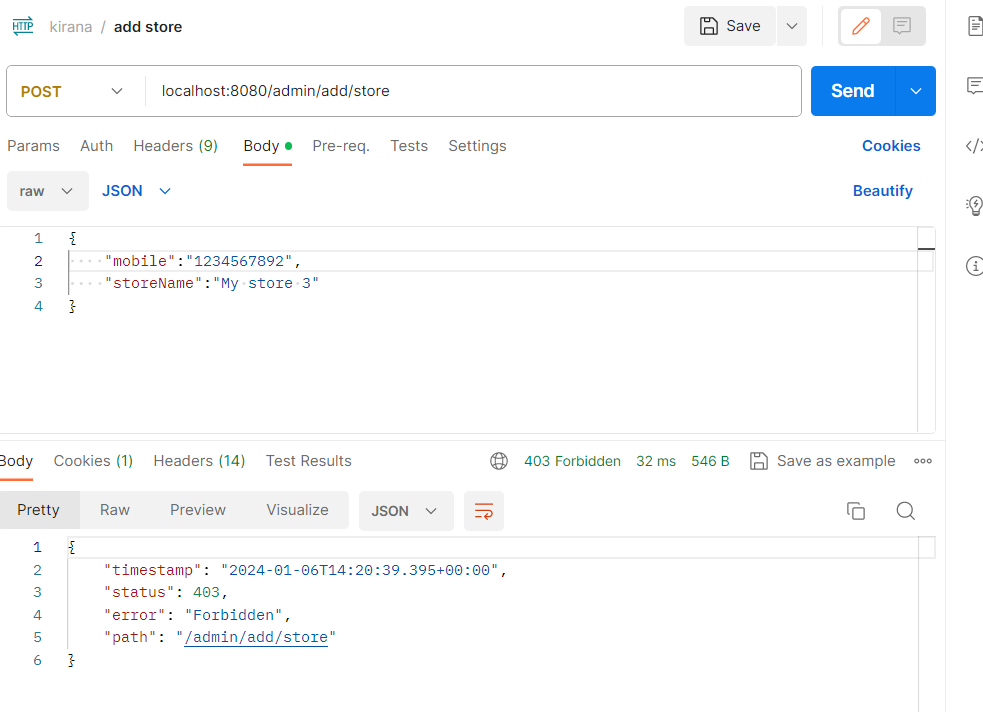 HTTP kirana / add store Save
POST localhost:8080/admin/add/store Send
Params Auth Headers (9) Body Pre-req. Tests Settings Cookies
raw JSON Beautify
1 {
2 "mobile":"1234567892",
3 "storeName":"My store 3"
4 }
Body Cookies (1) Headers (14) Test Results 403 Forbidden 32 ms 546 B Save as example
Pretty Raw Preview Visualize JSON
1 {
2 "timestamp": "2024-01-06T14:20:39.395+00:00",
3 "status": 403,
4 "error": "Forbidden",
5 "path": "/admin/add/store"
6 }